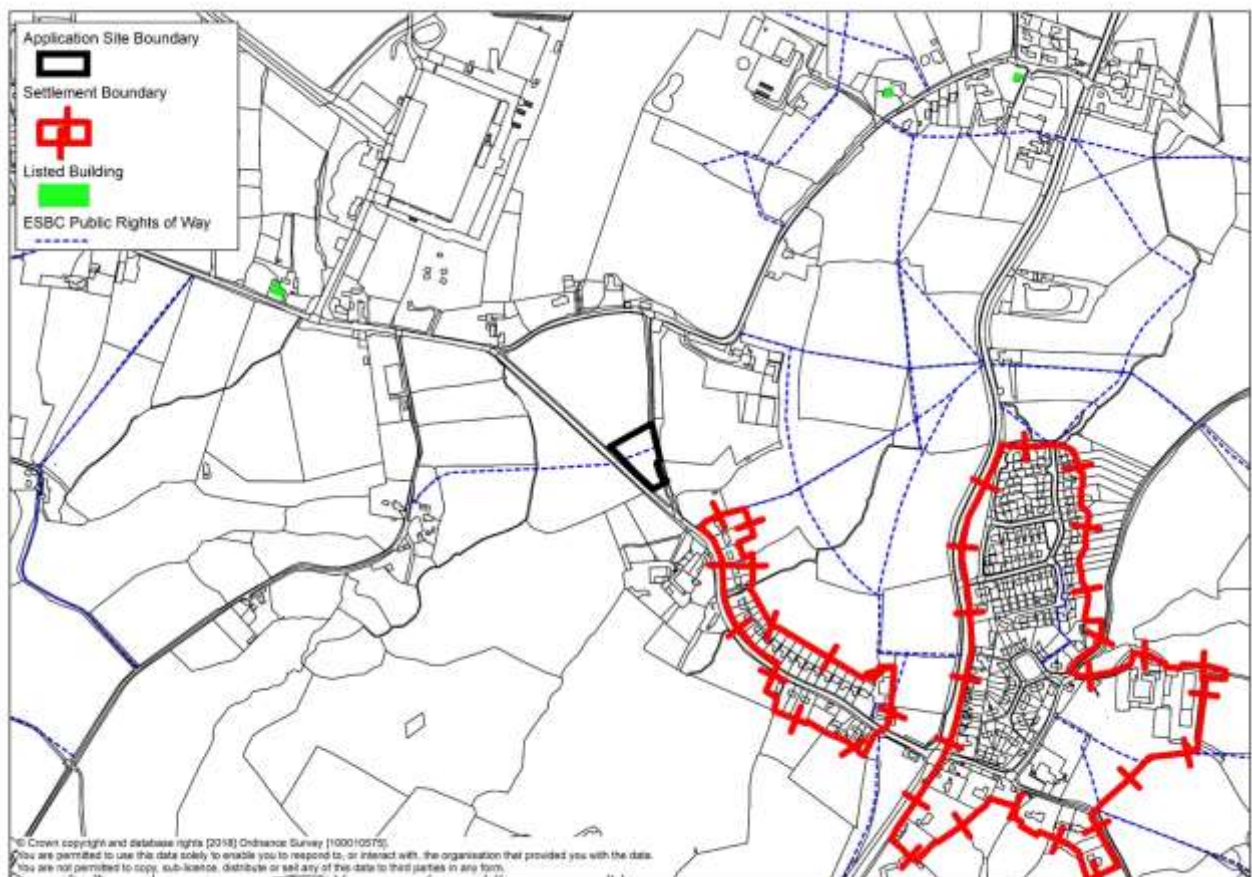 Application Site Boundary
Settlement Boundary
Listed Building
ESBC Public Rights of Way
© Crown copyright and database rights [2018] Ordnance Survey [100010575].
You are permitted to use this data solely to enable you to respond to, or interact with, the organisation that provided you with the data.
You are not permitted to copy, sub-licence, distribute or sell any of this data to third parties in any form.